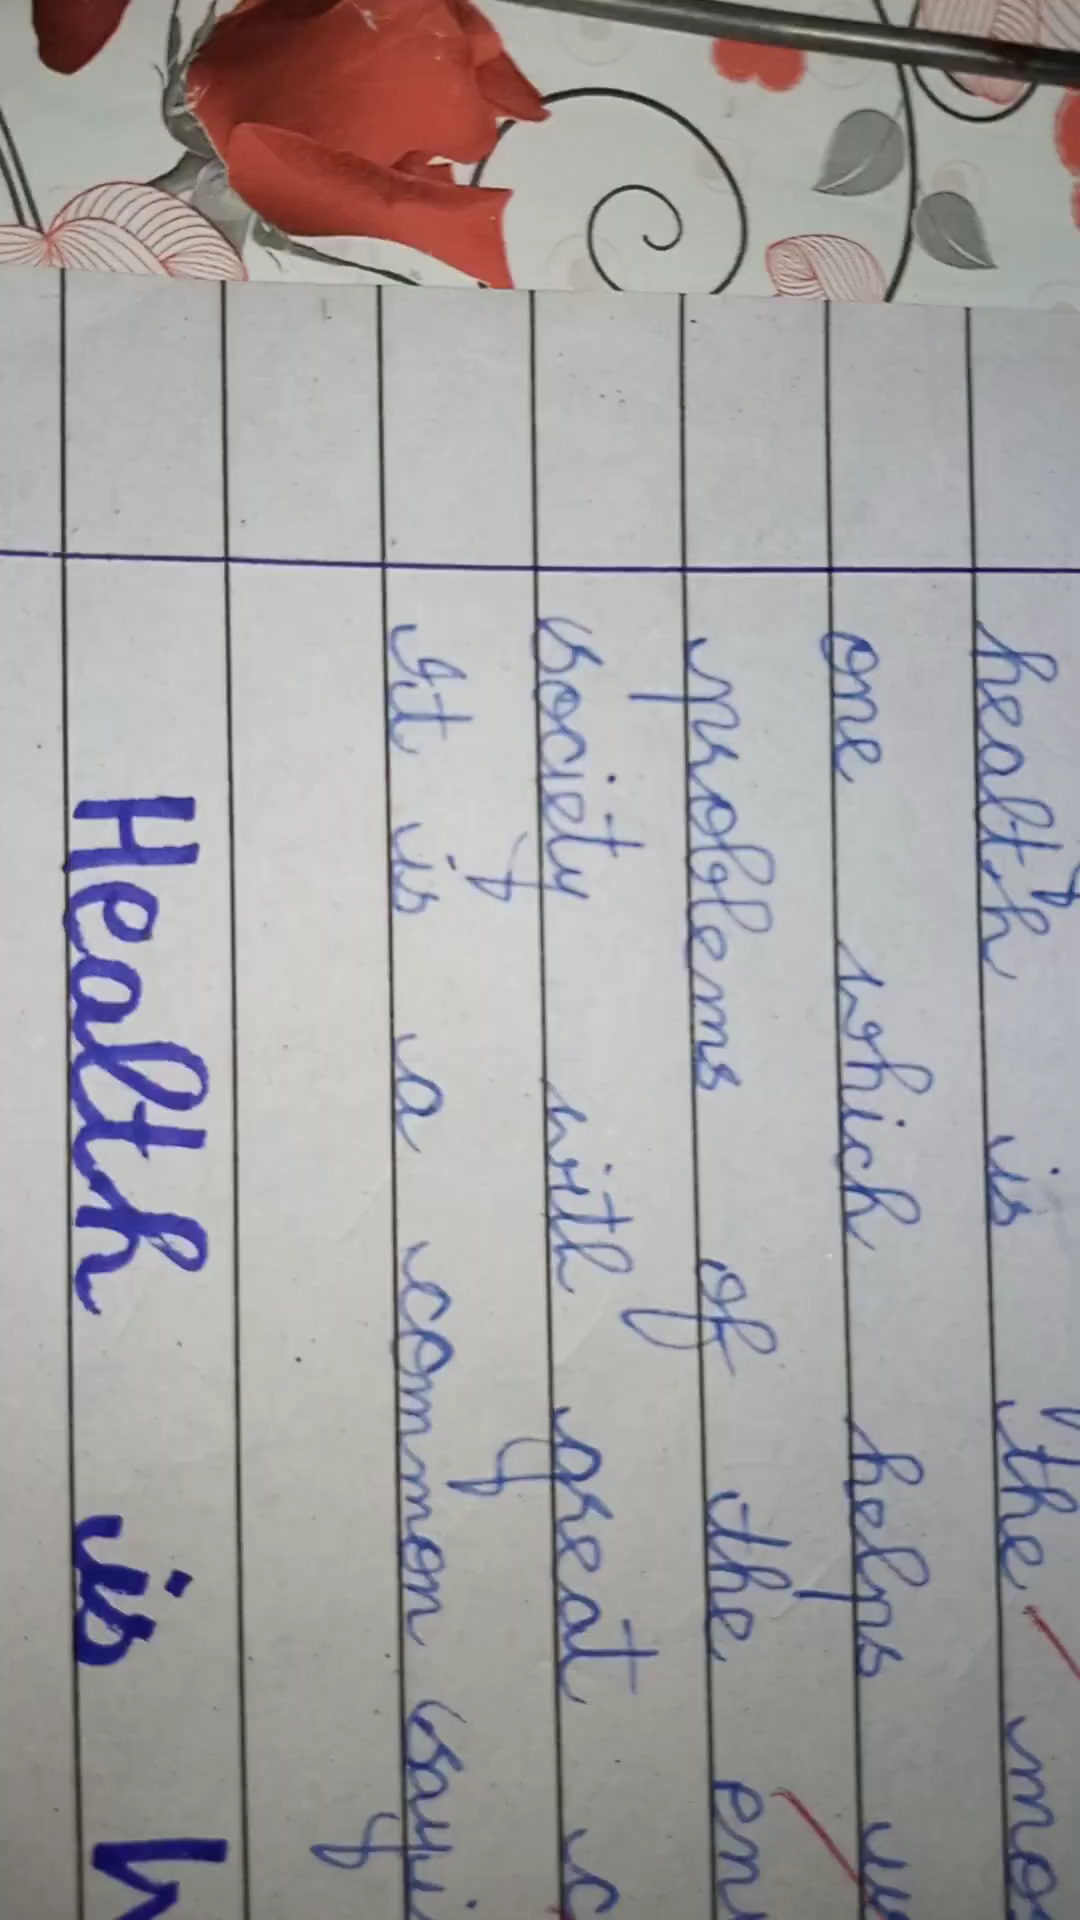 health is the
one which helps
problems of the
society with great
It is a common
Health is